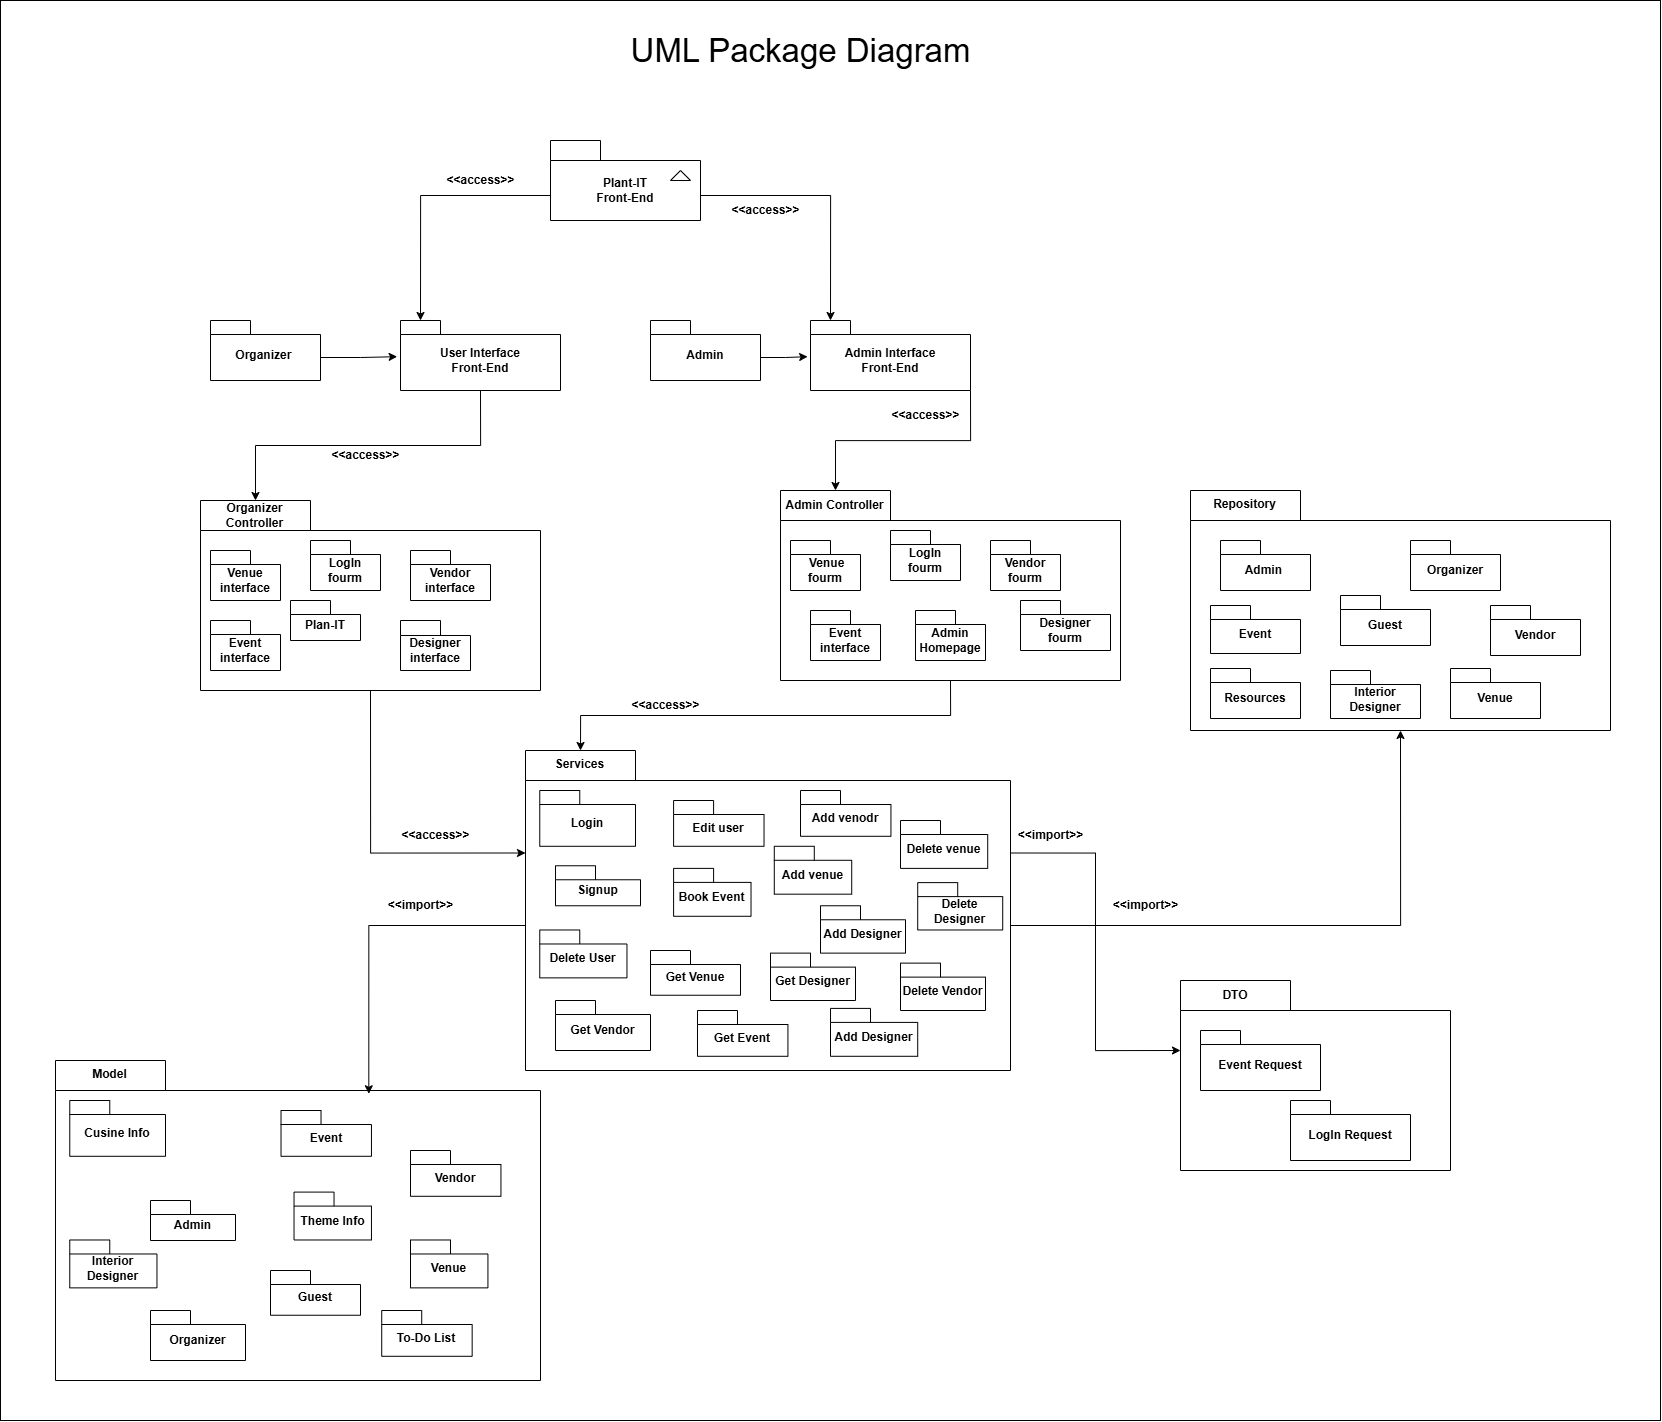 UML Package Diagram
Plant-IT
Front-End
<<access>>
<<access>>
Organizer
User Interface
Front-End
Admin
Admin Interface
Front-End
<<access>>
<<access>>
Organizer
Controller
Venue
interface
LogIn
fourm
Vendor
interface
Plan-IT
Event
interface
Designer
interface
Admin Controller
Venue
fourm
LogIn
fourm
Vendor
fourm
Event
interface
Admin
Homepage
Designer
fourm
Repository
Admin
Organizer
Event
Guest
Vendor
Resources
Interior
Designer
Venue
<<access>>
<<access>>
Services
Login
Edit user
Add venodr
Delete venue
Signup
Book Event
Add venue
Delete
Designer
Add Designer
Delete User
Get Venue
Get Designer
Delete Vendor
Get Vendor
Get Event
Add Designer
<<import>>
<<import>>
<<import>>
DTO
Event Request
LogIn Request
Model
Cusine Info
Event
Vendor
Admin
Theme Info
Interior
Designer
Venue
Guest
Organizer
To-Do List